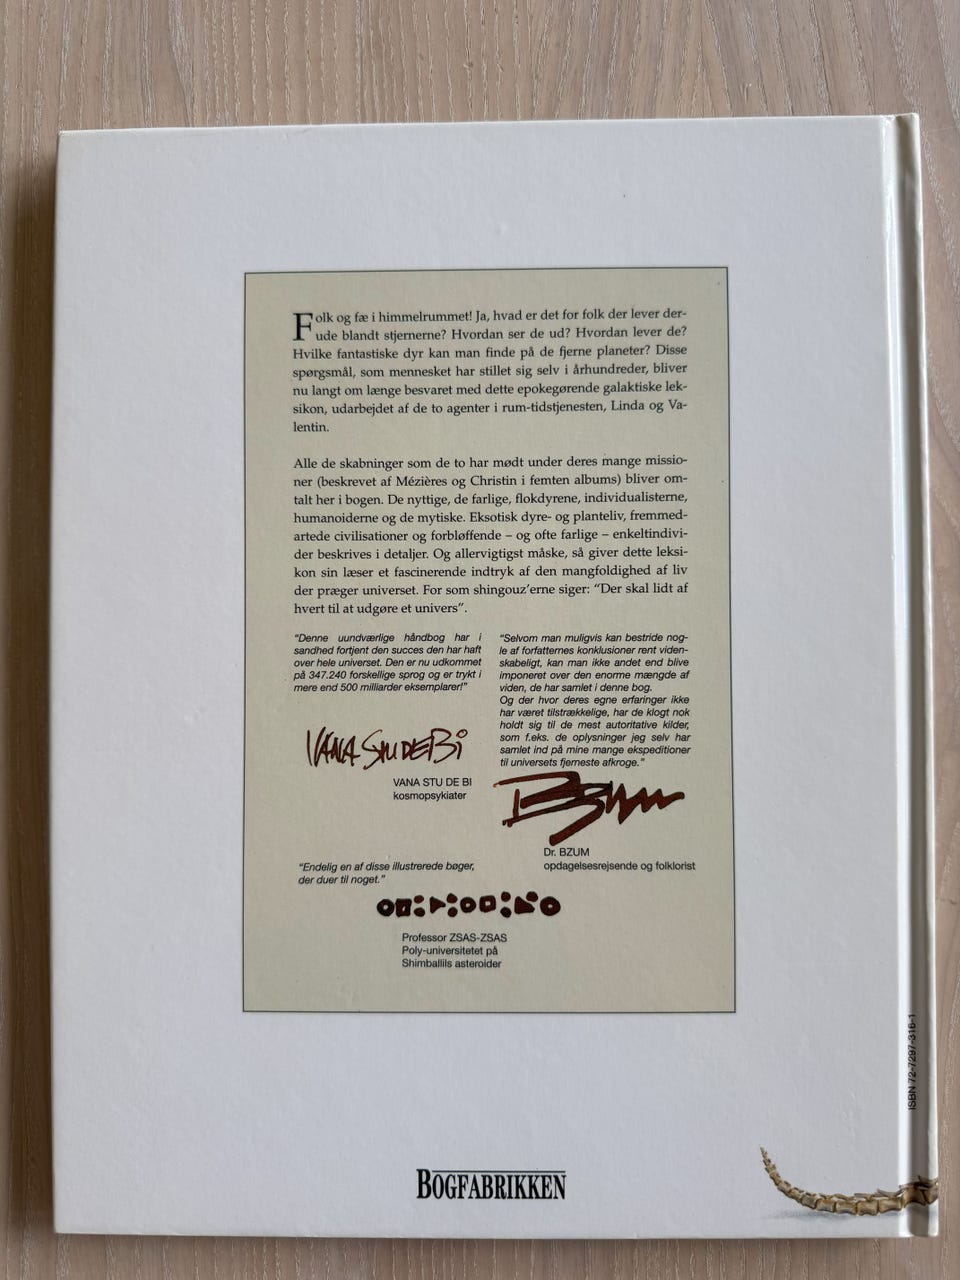 Folk og fæ i himmelrummet! Ja, hvad er det for folk der lever der-
ude blandt stjernerne? Hvordan ser de ud? Hvordan lever de?
Hvilke fantastiske dyr kan man finde på de fjerne planeter? Disse
spørgsmål, som mennesket har stillet sig selv i århundreder, bliver
nu langt om længe besvaret med dette epokegørende galaktiske lek-
sikon, udarbejdet af de to agenter i rum-tidstjenesten, Linda og Va-
lentin.
Alle de skabninger som de to har mødt under deres mange missio-
ner (beskrevet af Mézières og Christin i femten albums) bliver om-
talt her i bogen. De nyttige, de farlige, flokdyrene, individualisterne,
humanoiderne og de mytiske. Eksotisk dyre- og planteliv, fremmed-
artede civilisationer og forbløffende – og ofte farlige – enkeltindivi-
der beskrives i detaljer. Og allervigtigst måske, så giver dette leksi-
kon sin læser et fascinerende indtryk af den mangfoldighed af liv
der præger universet. For som shingouz'erne siger: “Der skal lidt af
hvert til at udgøre et univers”.
“Denne uundværlige håndbog har i
sandhed fortjent den succes den har haft
over hele universet. Den er nu udkommet
på 347.240 forskellige sprog og er trykt i
mere end 500 milliarder eksemplarer!”
VANA STU DE BI
VANA STU DE BI
kosmopsykiater
“Selvom man muligvis kan bestride nog-
le af forfatternes konklusioner rent viden-
skabeligt, kan man ikke andet end blive
imponeret over den enorme mængde af
viden, de har samlet i denne bog.
Og der hvor deres egne erfaringer ikke
har været tilstrækkelige, har de klogt nok
holdt sig til de mest autoritative kilder,
som f.eks. de oplysninger jeg selv har
samlet ind på mine mange ekspeditioner
til universets fjerneste afkroge.”
BZUM
Dr. BZUM
opdagelsesrejsende og folklorist
“Endelig en af disse illustrerede bøger,
der duer til noget.”
Professor ZSAS-ZSAS
Poly-universitetet på
Shimballils asteroider
ISBN 72-7297-316-1
BOGFABRIKKEN